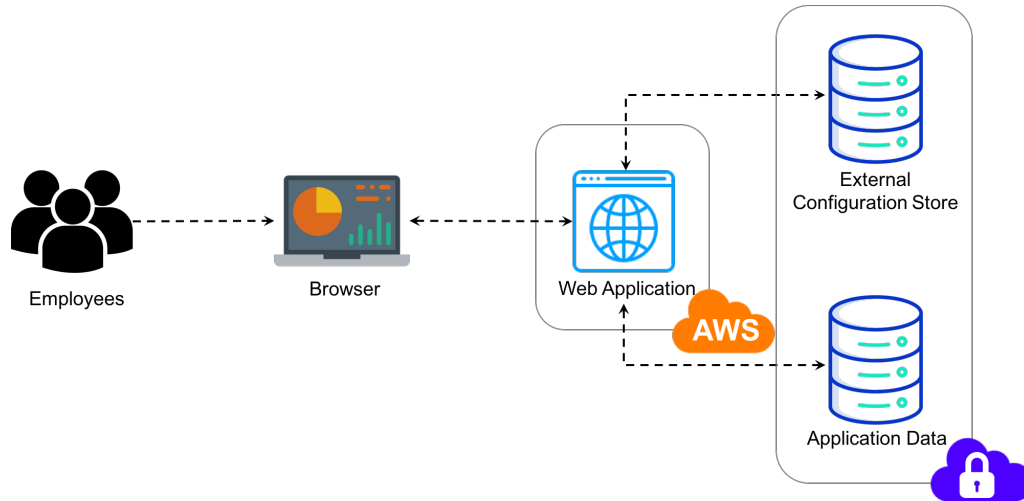 Employees
Browser
Web Application
AWS
External
Configuration Store
Application Data